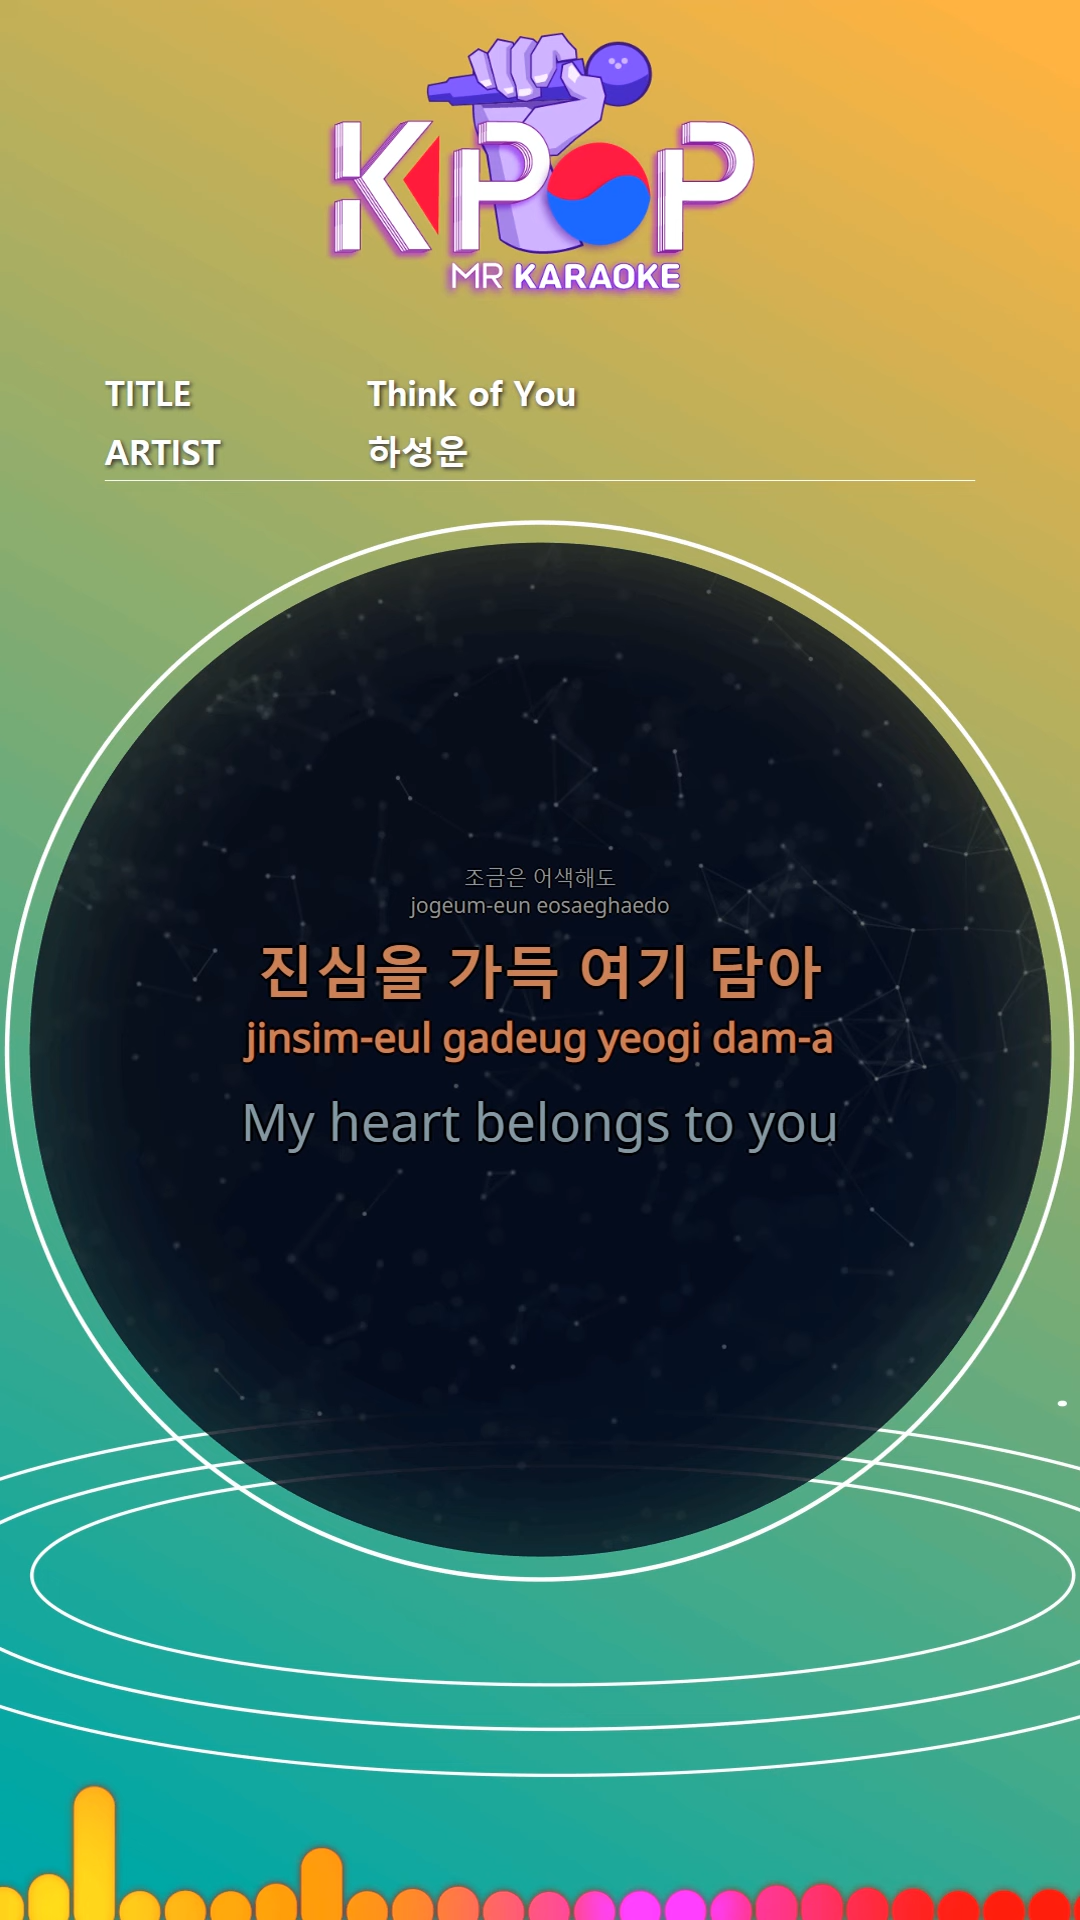 KPOP
MR KARAOKE
TITLE Think of You
ARTIST 하성운
조금은 어색해도
jogeum-eun eosaeghaedo
진심을 가득 여기 담아
jinsim-eul gadeug yeogi dam-a
My heart belongs to you